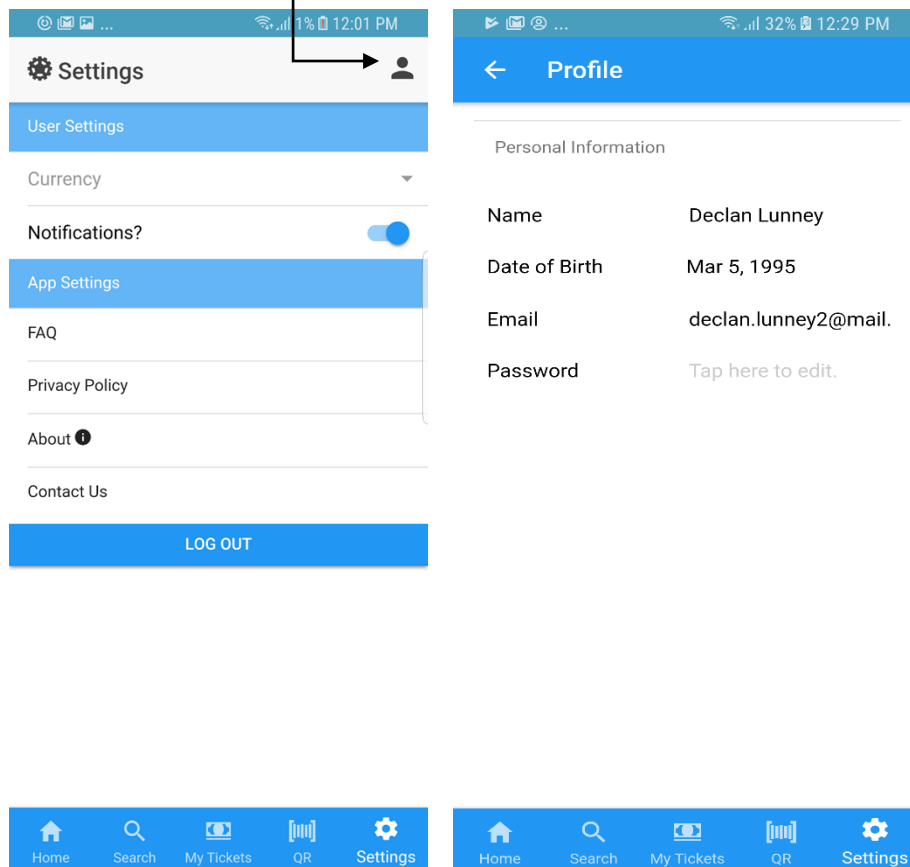 ... 1% 12:01 PM
Settings
User Settings
Currency
Notifications?
App Settings
FAQ
Privacy Policy
About
Contact Us
LOG OUT
Home Search My Tickets QR Settings
... 32% 12:29 PM
Profile
Personal Information
Name Declan Lunney
Date of Birth Mar 5, 1995
Email declan.lunney2@mail.
Password Tap here to edit.
Home Search My Tickets QR Settings